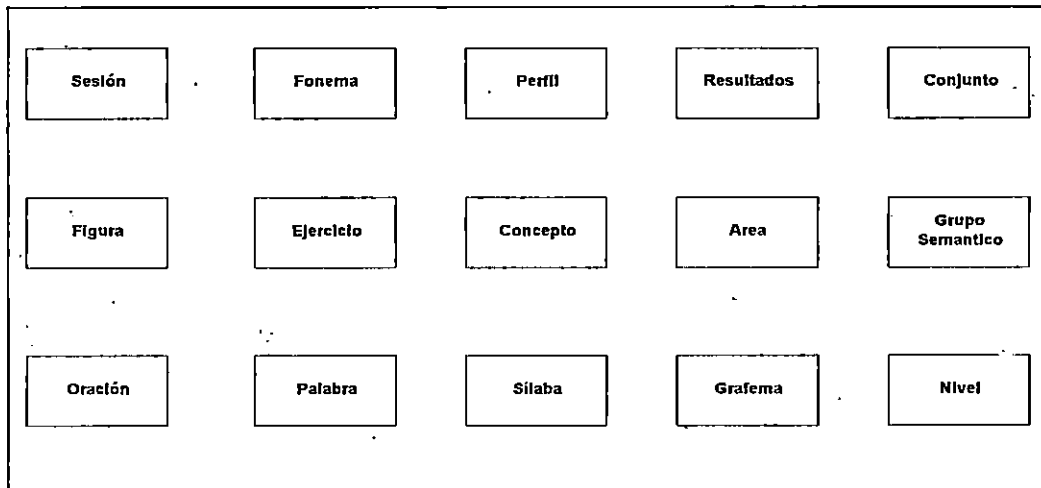 Sesión
Fonema
Perfil
Resultados
Conjunto
Figura
Ejercicio
Concepto
Area
Grupo
Semantico
Oración
Palabra
Sílaba
Grafema
Nivel